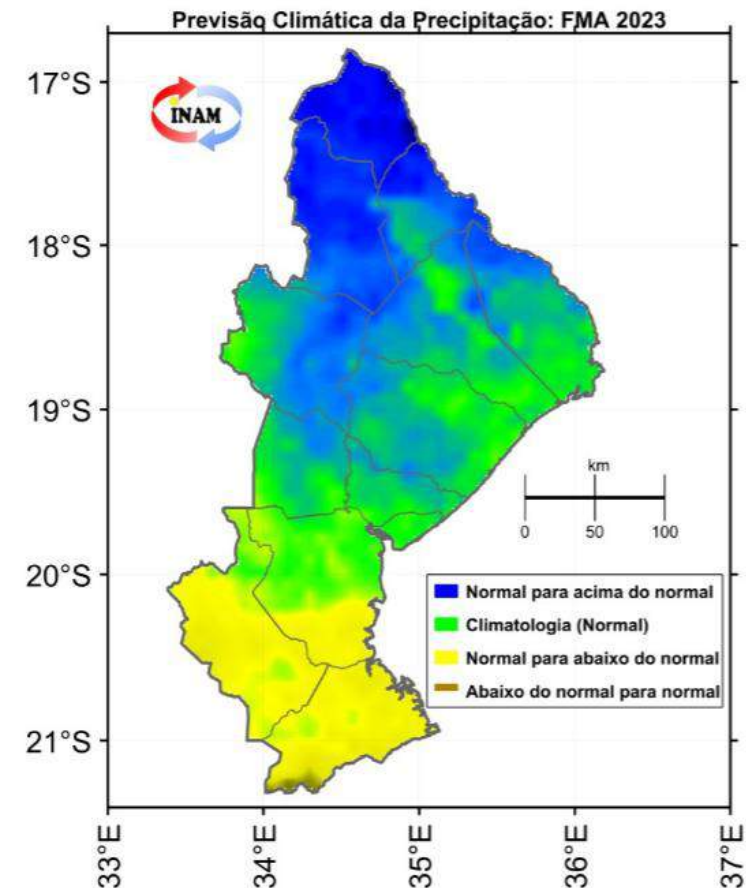 Previsão Climática da Precipitação: FMA 2023
17°S
INAM
18°S
19°S
km
0 50 100
20°S
Normal para acima do normal
Climatologia (Normal)
Normal para abaixo do normal
Abaixo do normal para normal
21°S
33°E 34°E 35°E 36°E 37°E